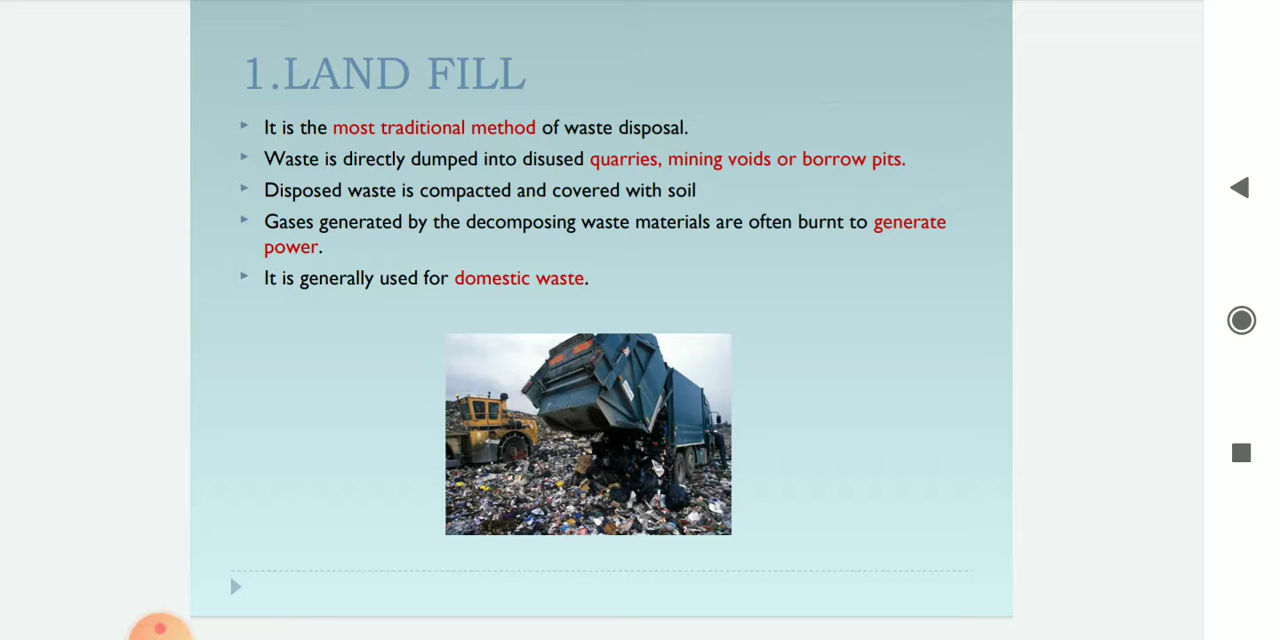 1.LAND FILL
It is the most traditional method of waste disposal.
Waste is directly dumped into disused quarries, mining voids or borrow pits.
Disposed waste is compacted and covered with soil
Gases generated by the decomposing waste materials are often burnt to generate
power.
It is generally used for domestic waste.